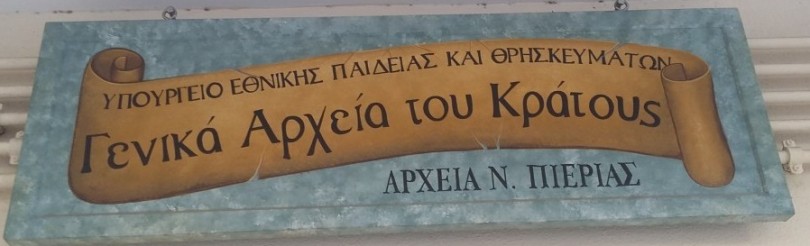 ΥΠΟΥΡΓΕΙΟ ΕΘΝΙΚΗΣ ΠΑΙΔΕΙΑΣ ΚΑΙ ΘΡΗΣΚΕΥΜΑΤΩΝ
Γενικά Αρχεία του Κράτους
ΑΡΧΕΙΑ Ν. ΠΙΕΡΙΑΣ